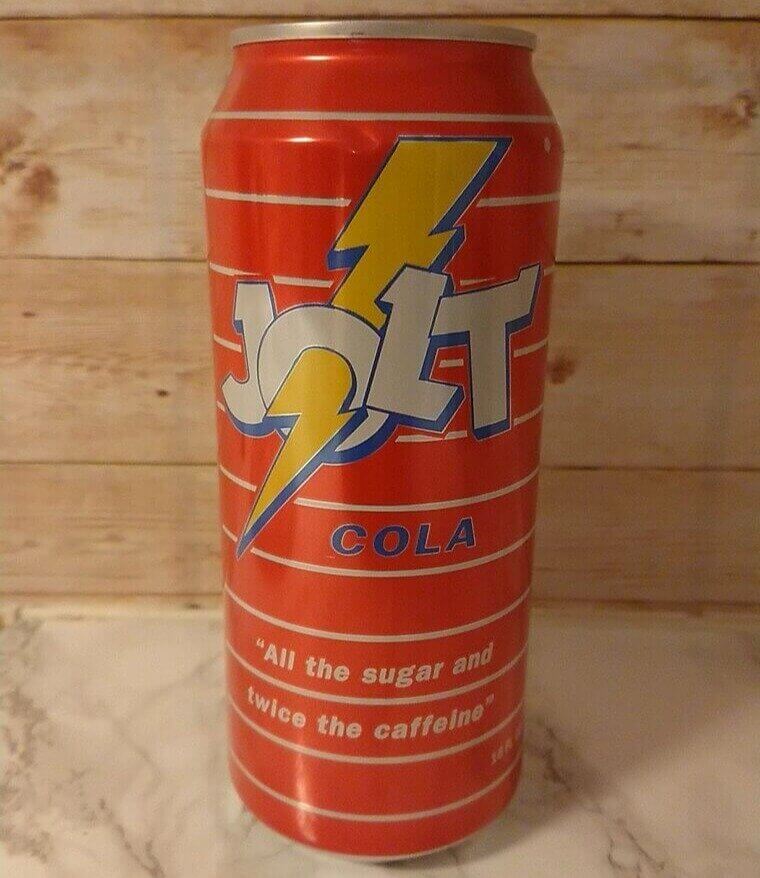 JOLT
COLA
“All the sugar and
twice the caffeine”